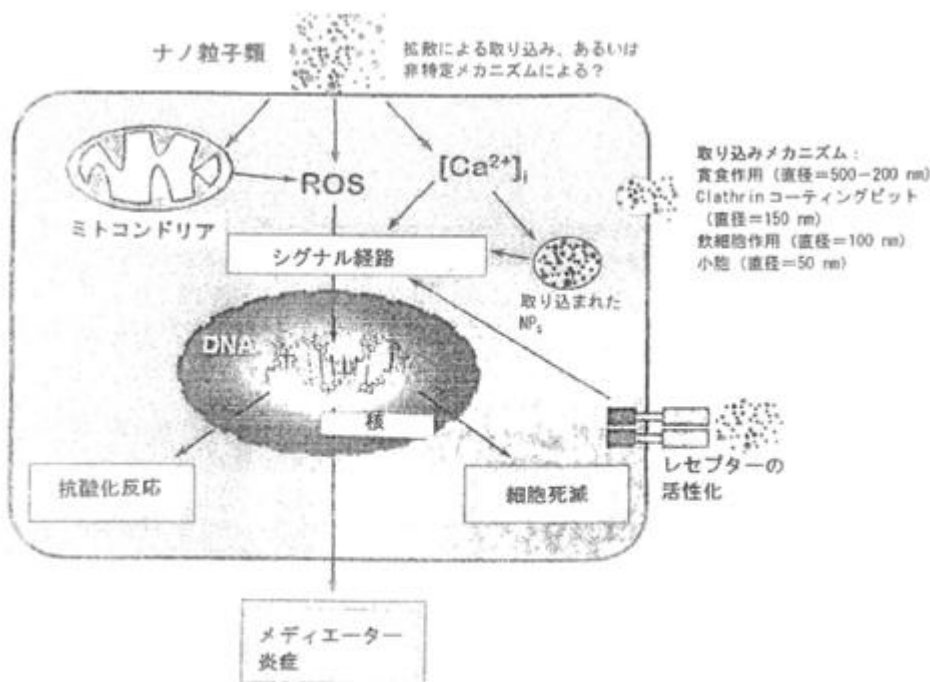 ナノ粒子類
拡散による取り込み、あるいは
非特定メカニズムによる？
ミトコンドリア
ROS
[Ca²⁺]ᵢ
取り込みメカニズム：
貪食作用（直径＝500−200 nm）
Clathrinコーティングピット
（直径＝150 nm）
飲細胞作用（直径＝100 nm）
小胞（直径＝50 nm）
シグナル経路
取り込まれた
NPs
DNA
核
レセプターの
活性化
抗酸化反応
細胞死滅
メディエーター
炎症